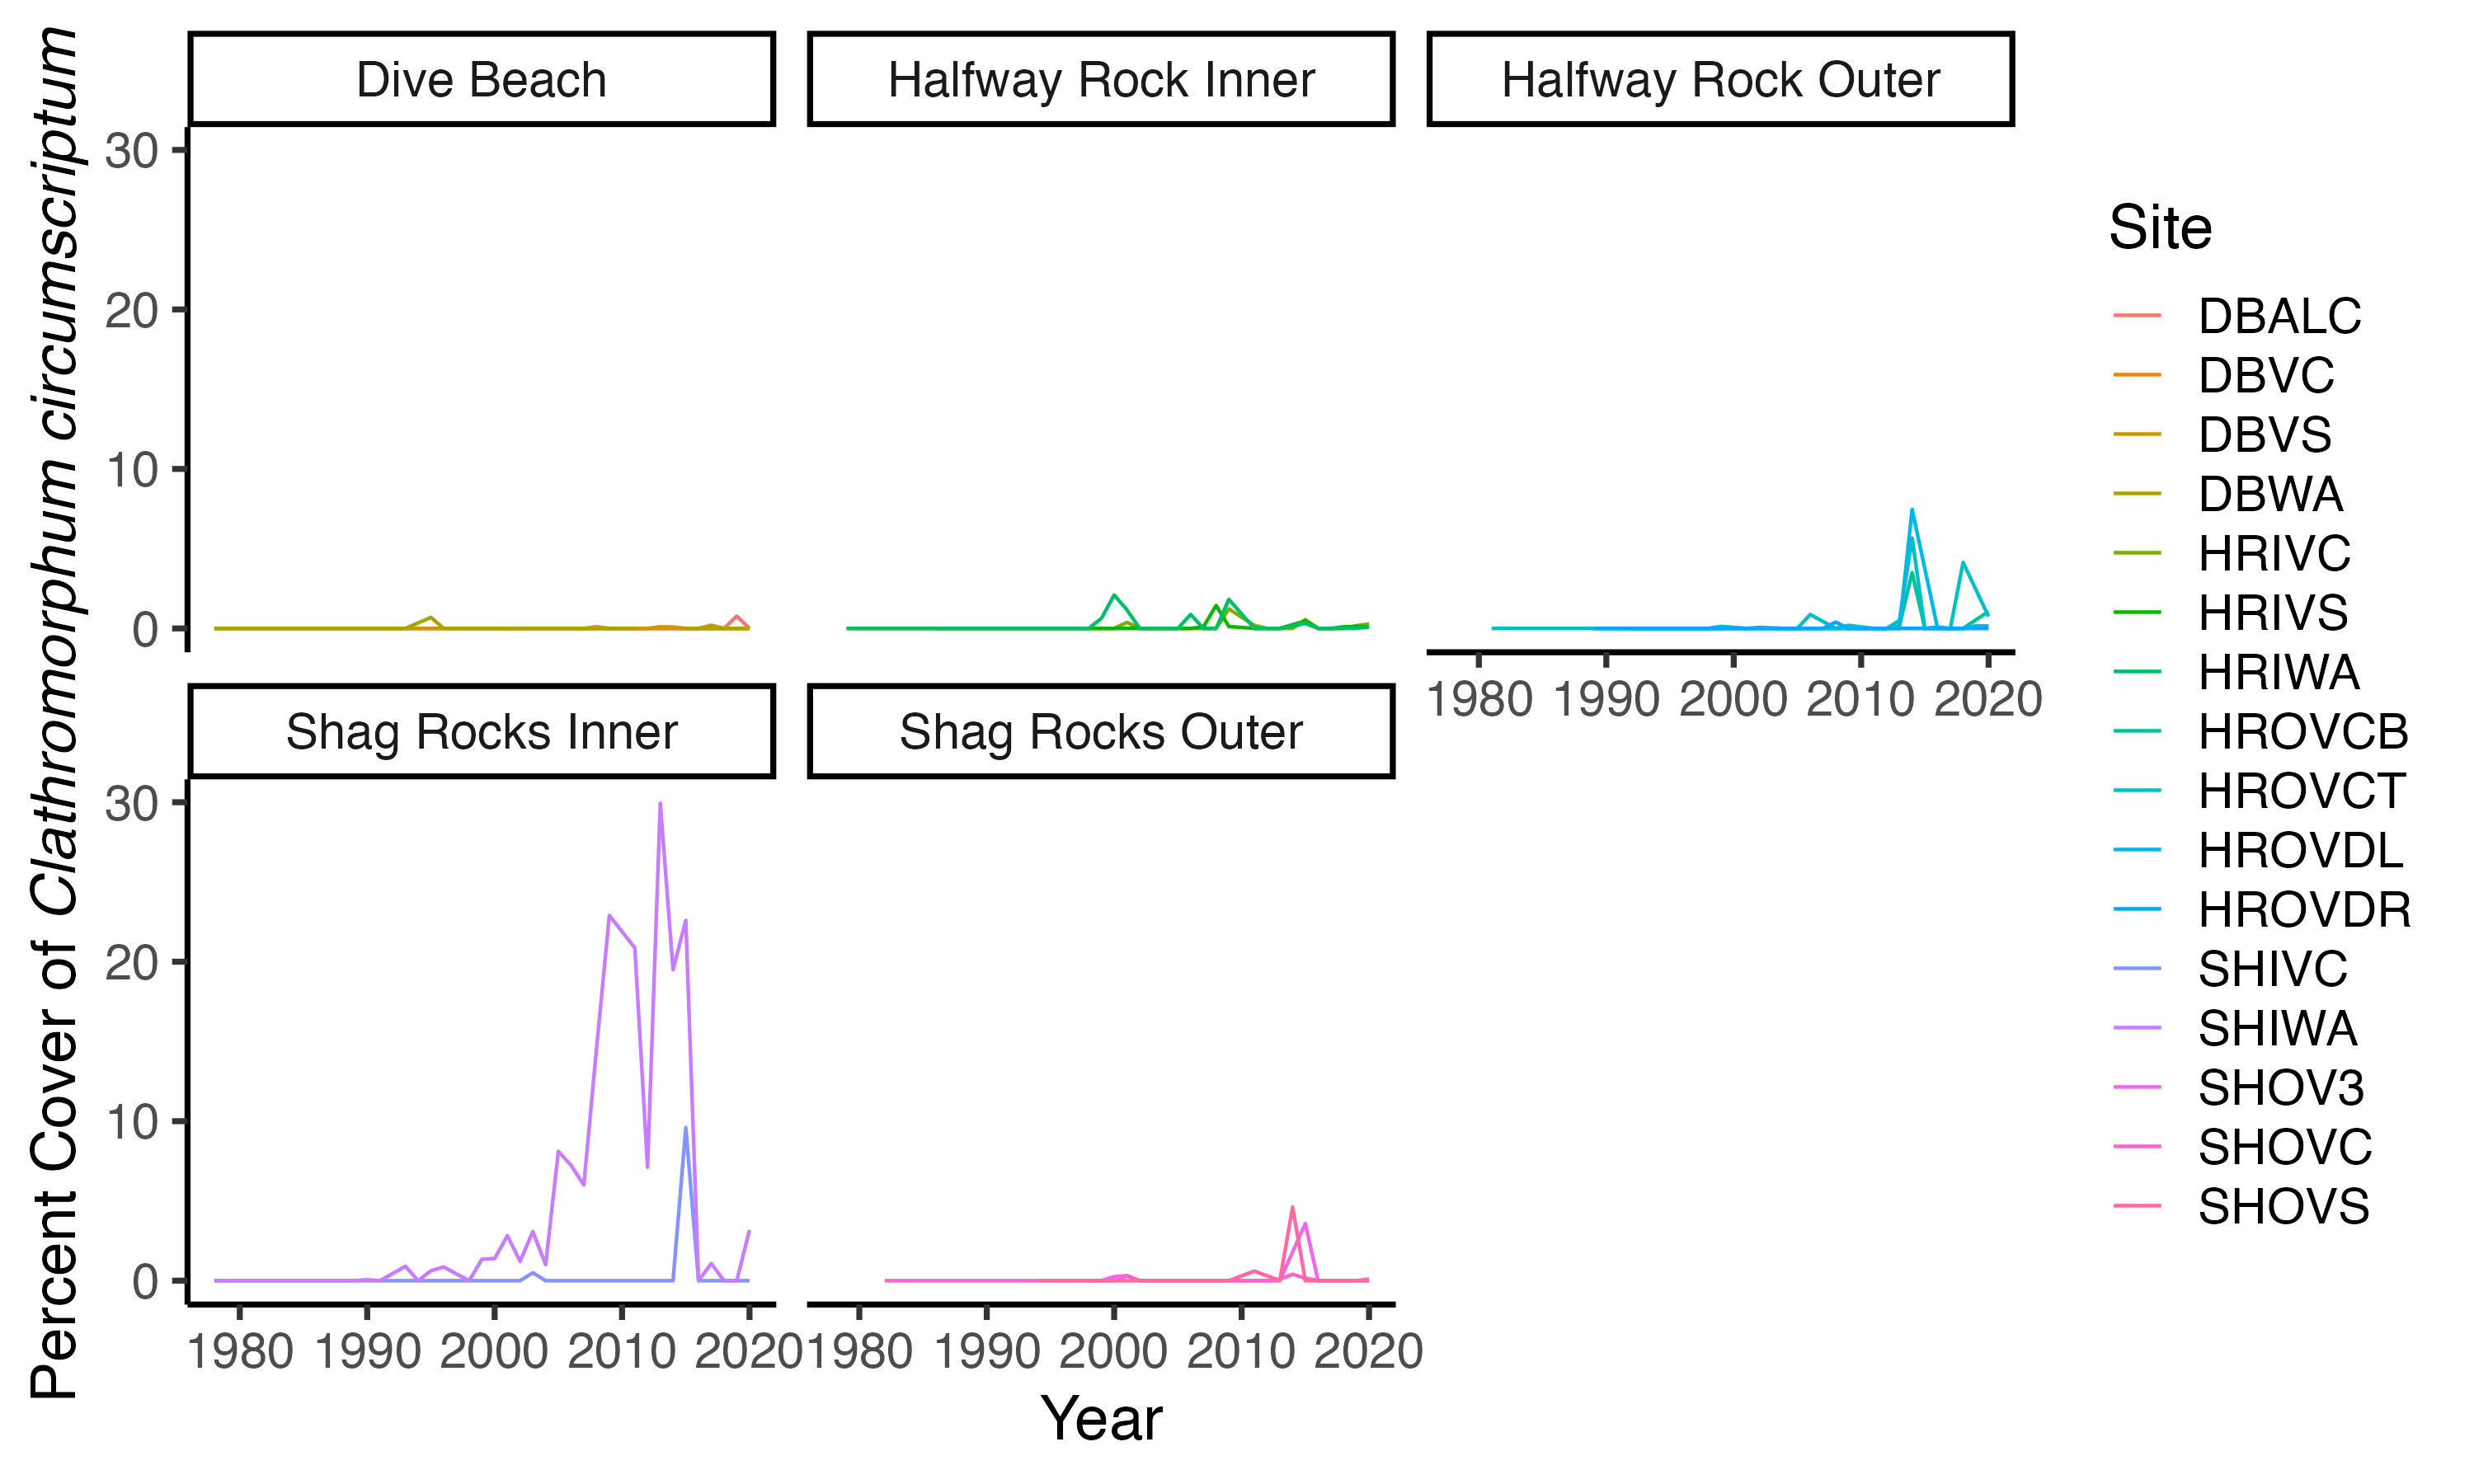 Percent Cover of Clathromorphum circumscriptum
Dive Beach
Halfway Rock Inner
Halfway Rock Outer
30
20
10
0
1980 1990 2000 2010 2020
Shag Rocks Inner
Shag Rocks Outer
30
20
10
0
1980 1990 2000 2010 2020
1980 1990 2000 2010 2020
Year
Site
DBALC
DBVC
DBVS
DBWA
HRIVC
HRIVS
HRIWA
HROVCB
HROVCT
HROVDL
HROVDR
SHIVC
SHIWA
SHOV3
SHOVC
SHOVS